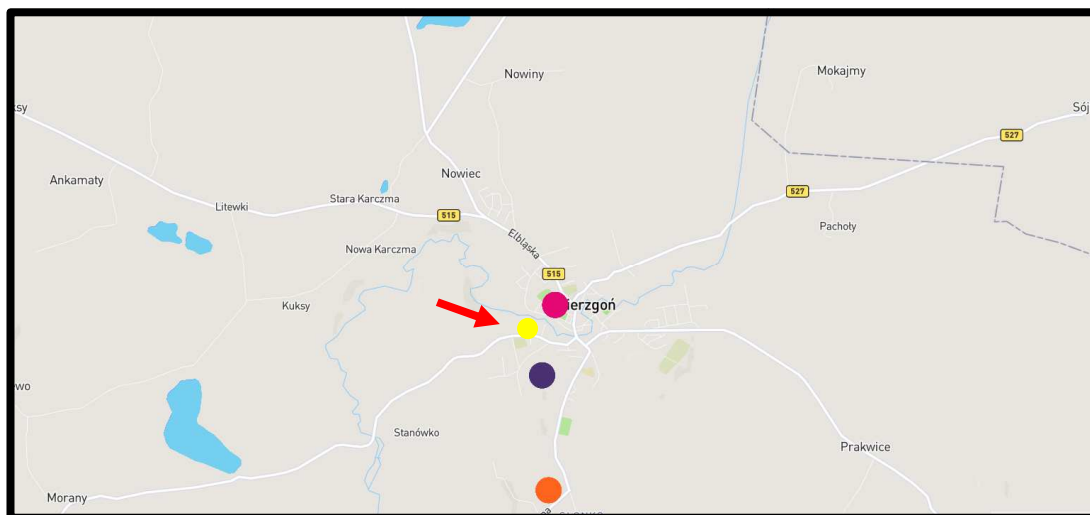 Nowiny
Mokajmy
ksy
Sój
527
Ankamaty
Nowiec
Litewki
Stara Karczma
527
515
Pachoły
Elbląska
Nowa Karczma
515
Kuksy
ierzgoń
wo
Stanówko
Prakwice
Morany